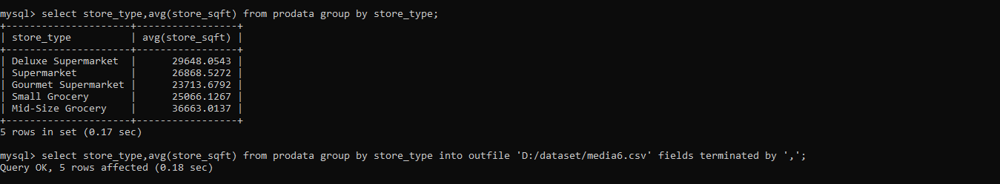 mysql> select store_type,avg(store_sqft) from prodata group by store_type;
+---------------------+-----------------+
| store_type          | avg(store_sqft) |
+---------------------+-----------------+
| Deluxe Supermarket  |      29648.0543 |
| Supermarket         |      26868.5272 |
| Gourmet Supermarket |      23713.6792 |
| Small Grocery       |      25066.1267 |
| Mid-Size Grocery    |      36663.0137 |
+---------------------+-----------------+
5 rows in set (0.17 sec)
mysql> select store_type,avg(store_sqft) from prodata group by store_type into outfile 'D:/dataset/media6.csv' fields terminated by ',';
Query OK, 5 rows affected (0.18 sec)